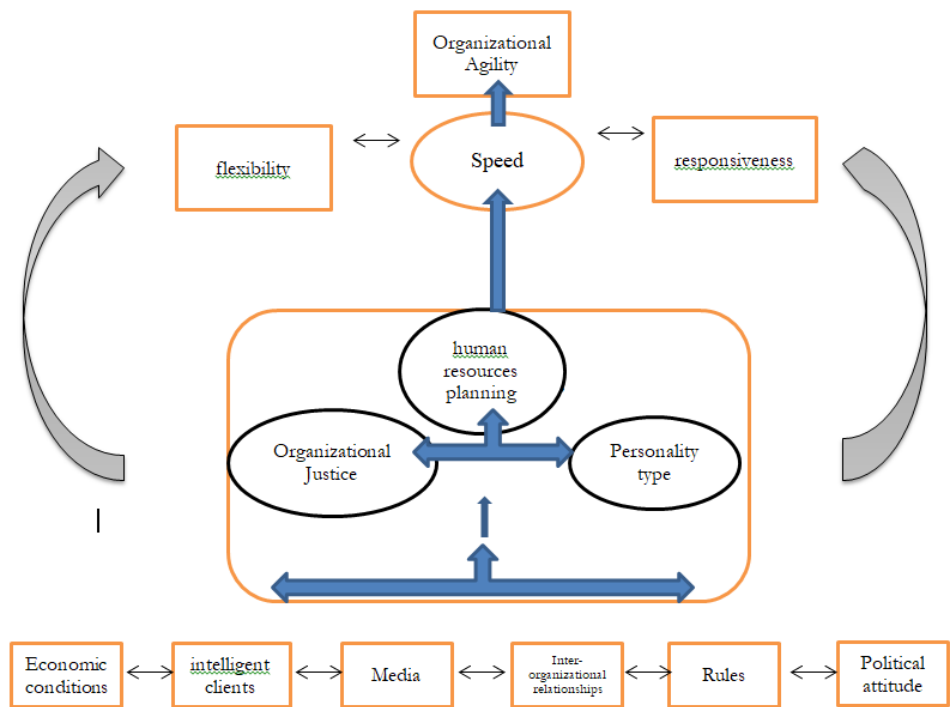 Organizational
Agility
flexibility
Speed
responsiveness
human
resources
planning
Organizational
Justice
Personality
type
Economic
conditions
intelligent
clients
Media
Inter-
organizational
relationships
Rules
Political
attitude